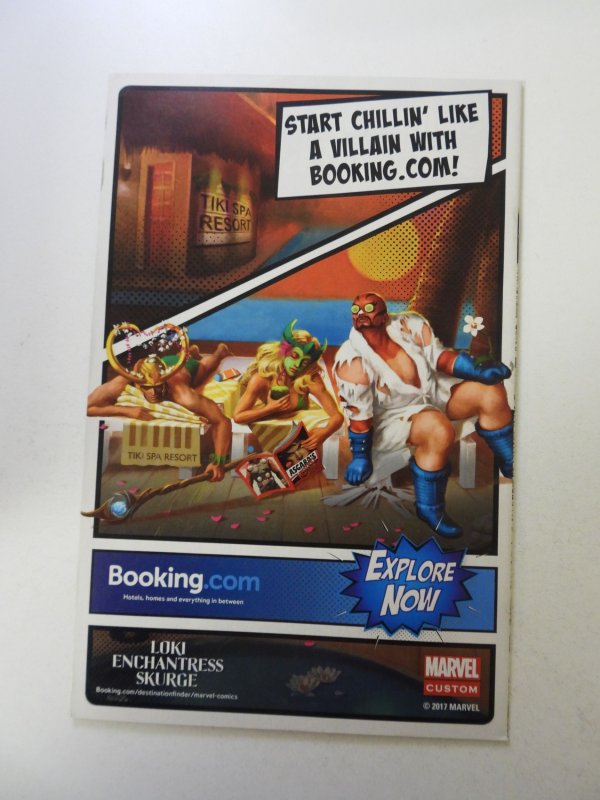 START CHILLIN' LIKE
A VILLAIN WITH
BOOKING.COM!
TIKI SPA
RESORT
TIKI SPA RESORT
ASGARD'S
Booking.com
Hotels, homes and everything in between
EXPLORE
NOW
LOKI
ENCHANTRESS
SKURGE
Booking.com/destinationfinder/marvel-comics
MARVEL
CUSTOM
© 2017 MARVEL